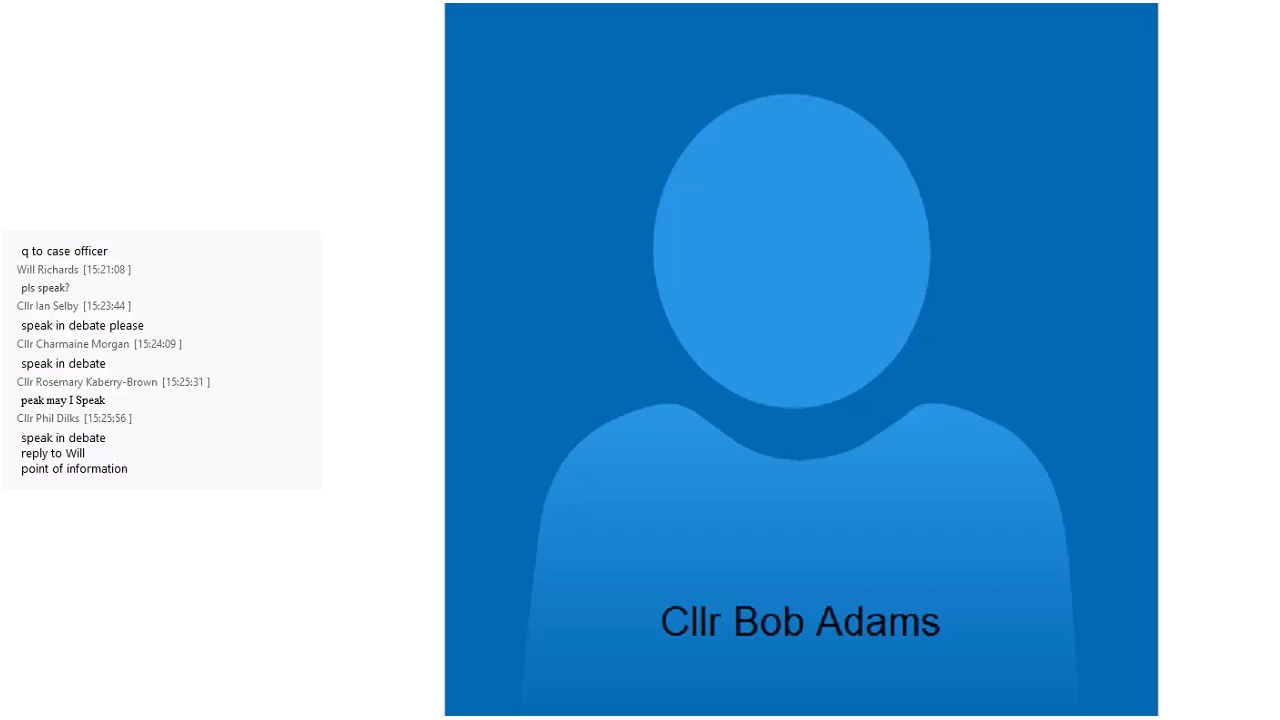 q to case officer
Will Richards [15:21:08 ]
pls speak?
Cllr Ian Selby [15:23:44 ]
speak in debate please
Cllr Charmaine Morgan [15:24:09 ]
speak in debate
Cllr Rosemary Kaberry-Brown [15:25:31 ]
peak may I Speak
Cllr Phil Dilks [15:25:56 ]
speak in debate
reply to Will
point of information
Cllr Bob Adams